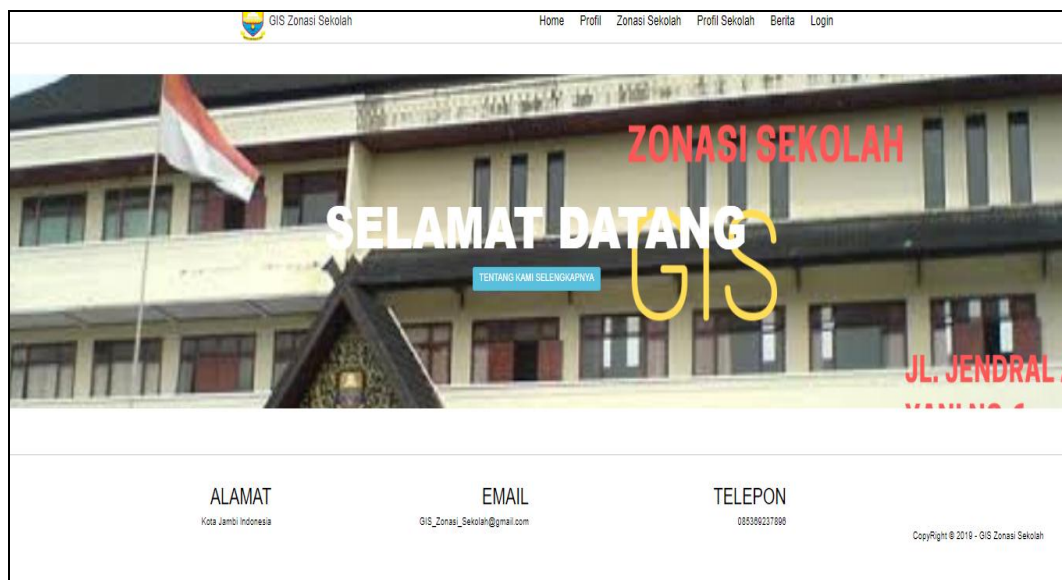 GIS Zonasi Sekolah
Home Profil Zonasi Sekolah Profil Sekolah Berita Login
ZONASI SEKOLAH
SELAMAT DATANG
GIS
TENTANG KAMI SELENGKAPNYA
JL. JENDRAL
ALAMAT
Kota Jambi Indonesia
EMAIL
GIS_Zonasi_Sekolah@gmail.com
TELEPON
085369237896
CopyRight © 2019 - GIS Zonasi Sekolah